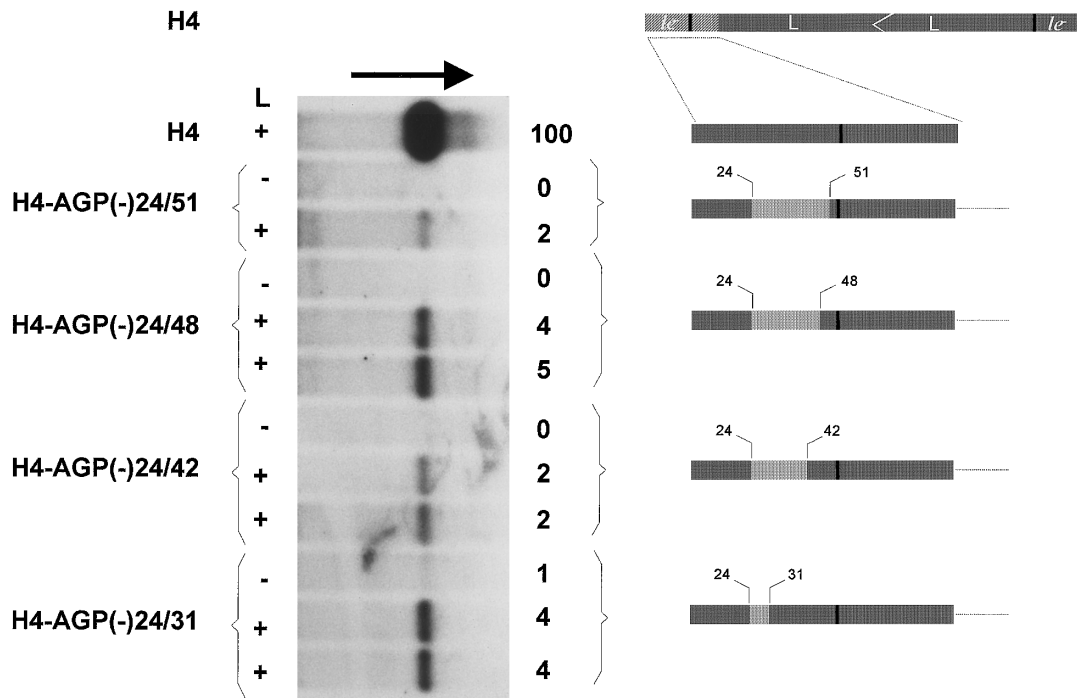 H4
le L < L le
L
H4 + 100
24 51
- 0
H4-AGP(-)24/51
+ 2
- 0
24 48
H4-AGP(-)24/48 + 4
+ 5
- 0
24 42
H4-AGP(-)24/42 + 2
+ 2
- 1
24 31
H4-AGP(-)24/31 + 4
+ 4